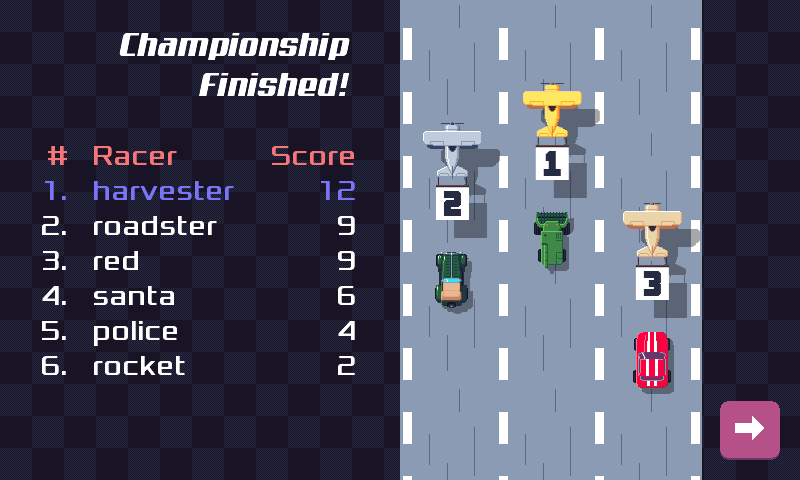 Championship
Finished!
# Racer Score
1. harvester 12
2. roadster 9
3. red 9
4. santa 6
5. police 4
6. rocket 2
1
2
3